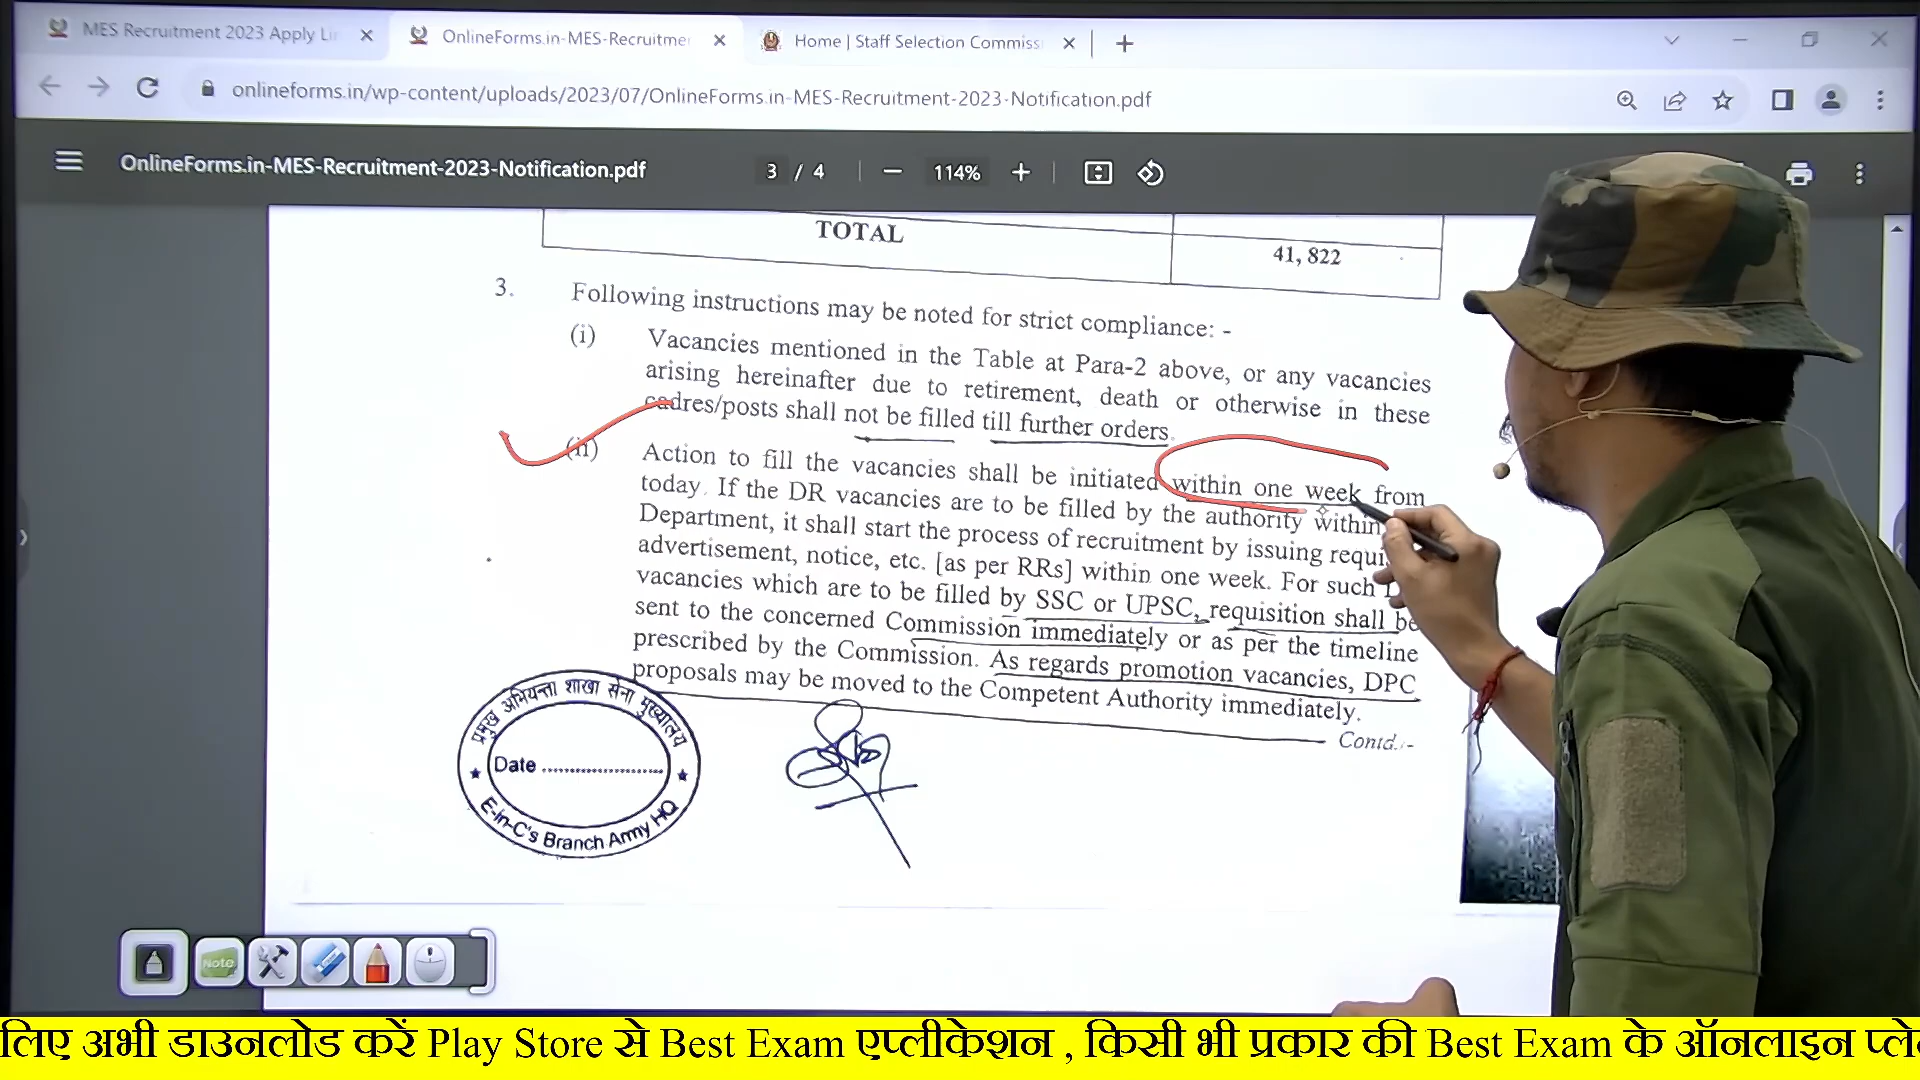 MES Recruitment 2023 Apply Li
OnlineForms.in-MES-Recruitme
Home | Staff Selection Commiss
onlineforms.in/wp-content/uploads/2023/07/OnlineForms.in-MES-Recruitment-2023-Notification.pdf
OnlineForms.in-MES-Recruitment-2023-Notification.pdf
3 / 4
114%
TOTAL
41, 822
3. Following instructions may be noted for strict compliance: -
(i) Vacancies mentioned in the Table at Para-2 above, or any vacancies
arising hereinafter due to retirement, death or otherwise in these
cadres/posts shall not be filled till further orders.
(ii) Action to fill the vacancies shall be initiated within one week from
today. If the DR vacancies are to be filled by the authority within
Department, it shall start the process of recruitment by issuing requi
advertisement, notice, etc. [as per RRs] within one week. For such
vacancies which are to be filled by SSC or UPSC, requisition shall be
sent to the concerned Commission immediately or as per the timeline
prescribed by the Commission. As regards promotion vacancies, DPC
proposals may be moved to the Competent Authority immediately.
Contd.:-
प्रमुख अभियन्ता शाखा सेना मुख्यालय
Date ........................
E-in-C's Branch Army HQ
Note
लिए अभी डाउनलोड करें Play Store से Best Exam एप्लीकेशन , किसी भी प्रकार की Best Exam के ऑनलाइन प्ले